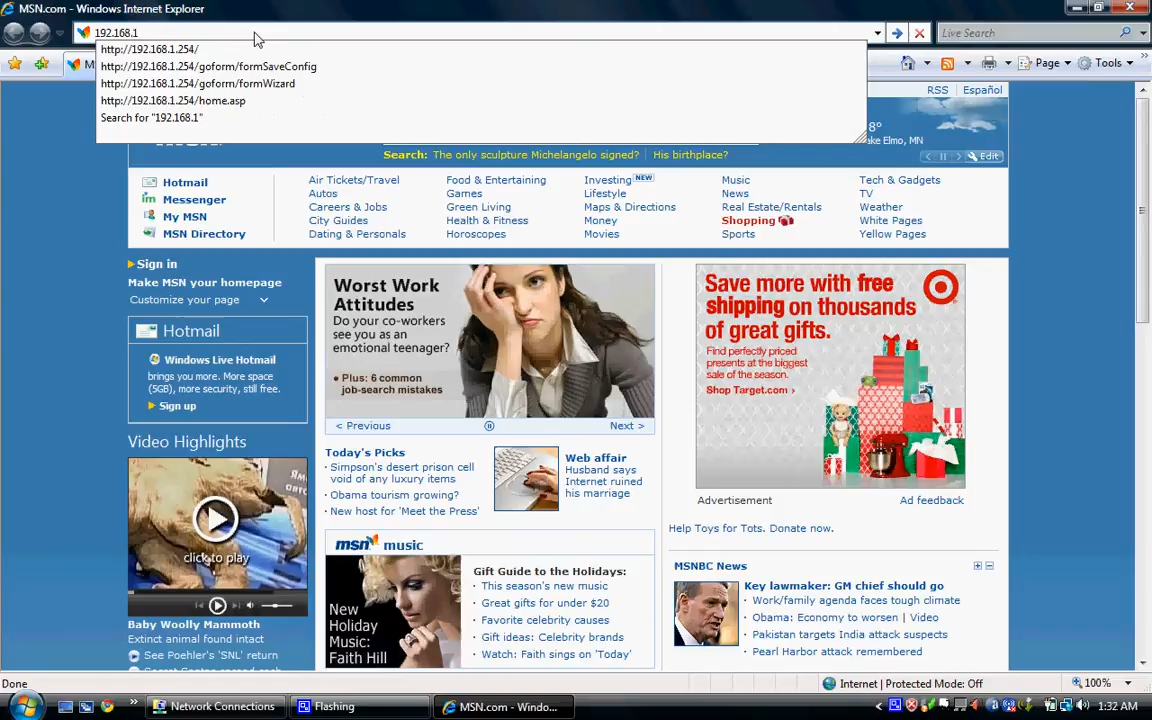 MSN.com - Windows Internet Explorer
192.168.1
Live Search
http://192.168.1.254/
http://192.168.1.254/goform/formSaveConfig
http://192.168.1.254/goform/formWizard
http://192.168.1.254/home.asp
Search for "192.168.1"
Page
Tools
RSS
Español
8°
ake Elmo, MN
Edit
Search: The only sculpture Michelangelo signed? His birthplace?
Hotmail
Messenger
My MSN
MSN Directory
Air Tickets/Travel
Autos
Careers & Jobs
City Guides
Dating & Personals
Food & Entertaining
Games
Green Living
Health & Fitness
Horoscopes
Investing NEW
Lifestyle
Maps & Directions
Money
Movies
Music
News
Real Estate/Rentals
Shopping
Sports
Tech & Gadgets
TV
Weather
White Pages
Yellow Pages
Sign in
Make MSN your homepage
Customize your page
Hotmail
Windows Live Hotmail
brings you more. More space
(5GB), more security, still free.
Sign up
Video Highlights
click to play
Baby Woolly Mammoth
Extinct animal found intact
See Poehler's 'SNL' return
Worst Work
Attitudes
Do your co-workers
see you as an
emotional teenager?
• Plus: 6 common
job-search mistakes
< Previous
Next >
Today's Picks
Simpson's desert prison cell
void of any luxury items
Obama tourism growing?
New host for 'Meet the Press'
Web affair
Husband says
Internet ruined
his marriage
msn music
New
Holiday
Music:
Faith Hill
Gift Guide to the Holidays:
This season's new music
Great gifts for under $20
Favorite celebrity causes
Gift ideas: Celebrity brands
Watch: Faith sings on 'Today'
Save more with free
shipping on thousands
of great gifts.
Find perfectly priced
presents at the biggest
sale of the season.
Shop Target.com ›
Advertisement
Ad feedback
Help Toys for Tots. Donate now.
MSNBC News
Key lawmaker: GM chief should go
Work/family agenda faces tough climate
Obama: Economy to worsen | Video
Pakistan targets India attack suspects
Pearl Harbor attack remembered
Done
Internet | Protected Mode: Off
100%
Network Connections
Flashing
MSN.com - Windo...
1:32 AM